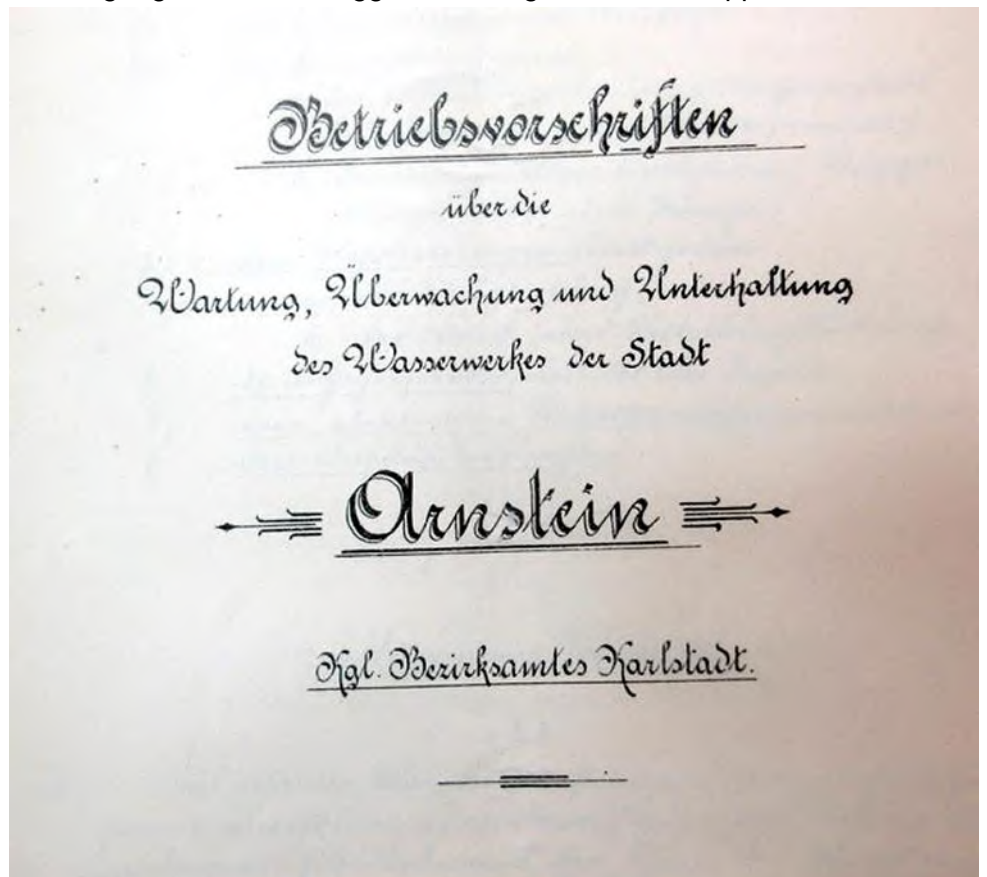 Betriebsvorschriften
über die
Wartung, Überwachung und Unterhaltung
des Wasserwerkes der Stadt
Arnstein
Kgl. Bezirksamtes Karlstadt.